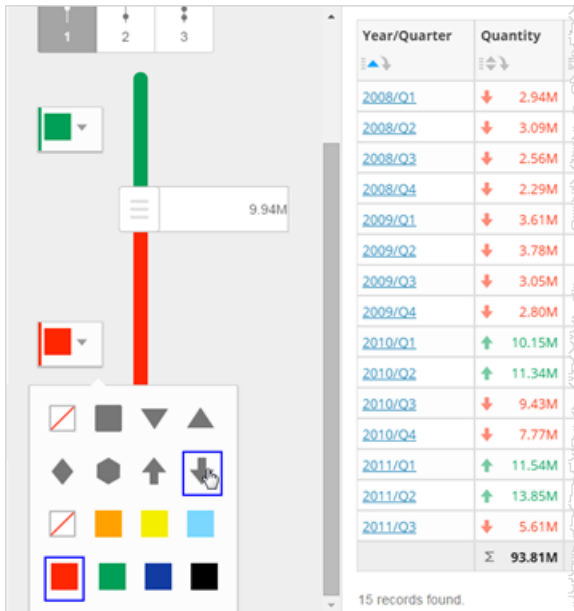 1 2 3
9.94M
Year/Quarter Quantity
2008/Q1 2.94M
2008/Q2 3.09M
2008/Q3 2.56M
2008/Q4 2.29M
2009/Q1 3.61M
2009/Q2 3.78M
2009/Q3 3.05M
2009/Q4 2.80M
2010/Q1 10.15M
2010/Q2 11.34M
2010/Q3 9.43M
2010/Q4 7.77M
2011/Q1 11.54M
2011/Q2 13.85M
2011/Q3 5.61M
Σ 93.81M
15 records found.